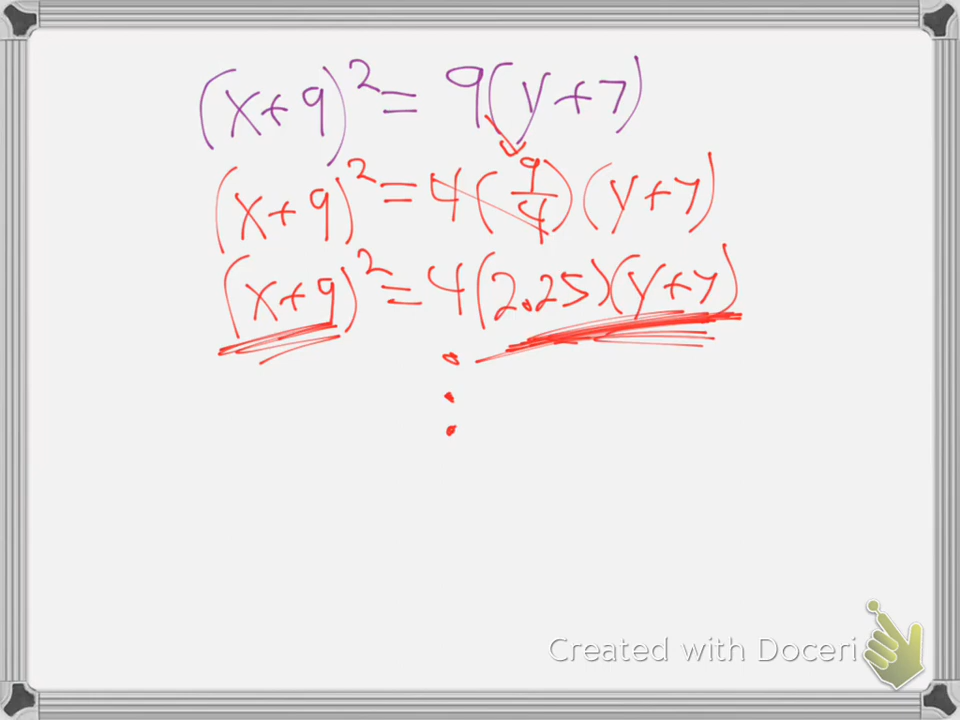 (x+9)² = 9(y+7)
(x+9)² = 4(9/4)(y+7)
(x+9)² = 4(2.25)(y+7)
Created with Doceri